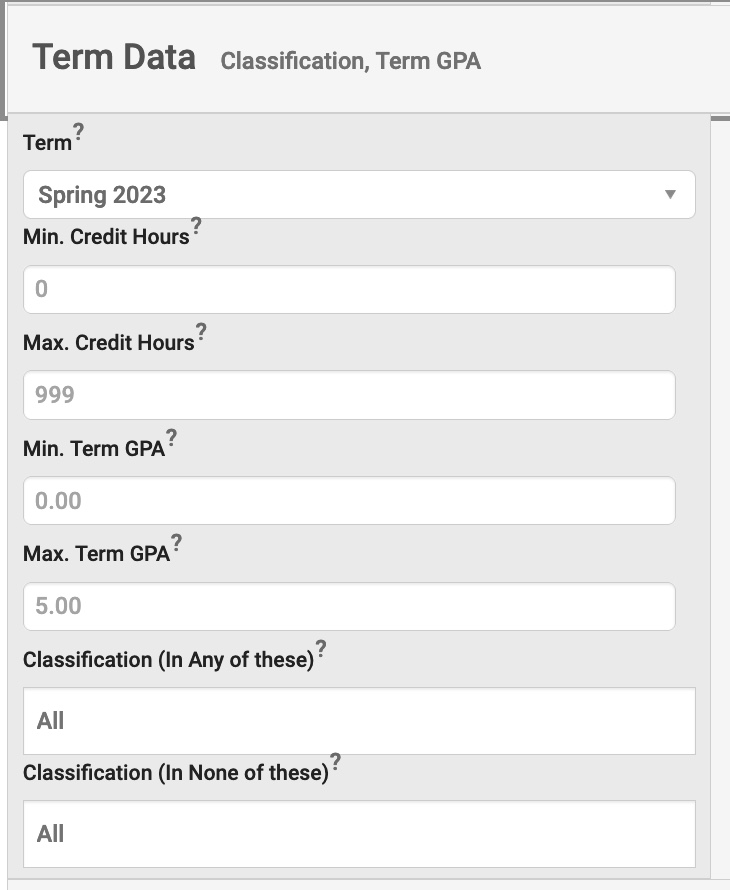 Term Data Classification, Term GPA
Term?
Spring 2023
Min. Credit Hours?
0
Max. Credit Hours?
999
Min. Term GPA?
0.00
Max. Term GPA?
5.00
Classification (In Any of these)?
All
Classification (In None of these)?
All